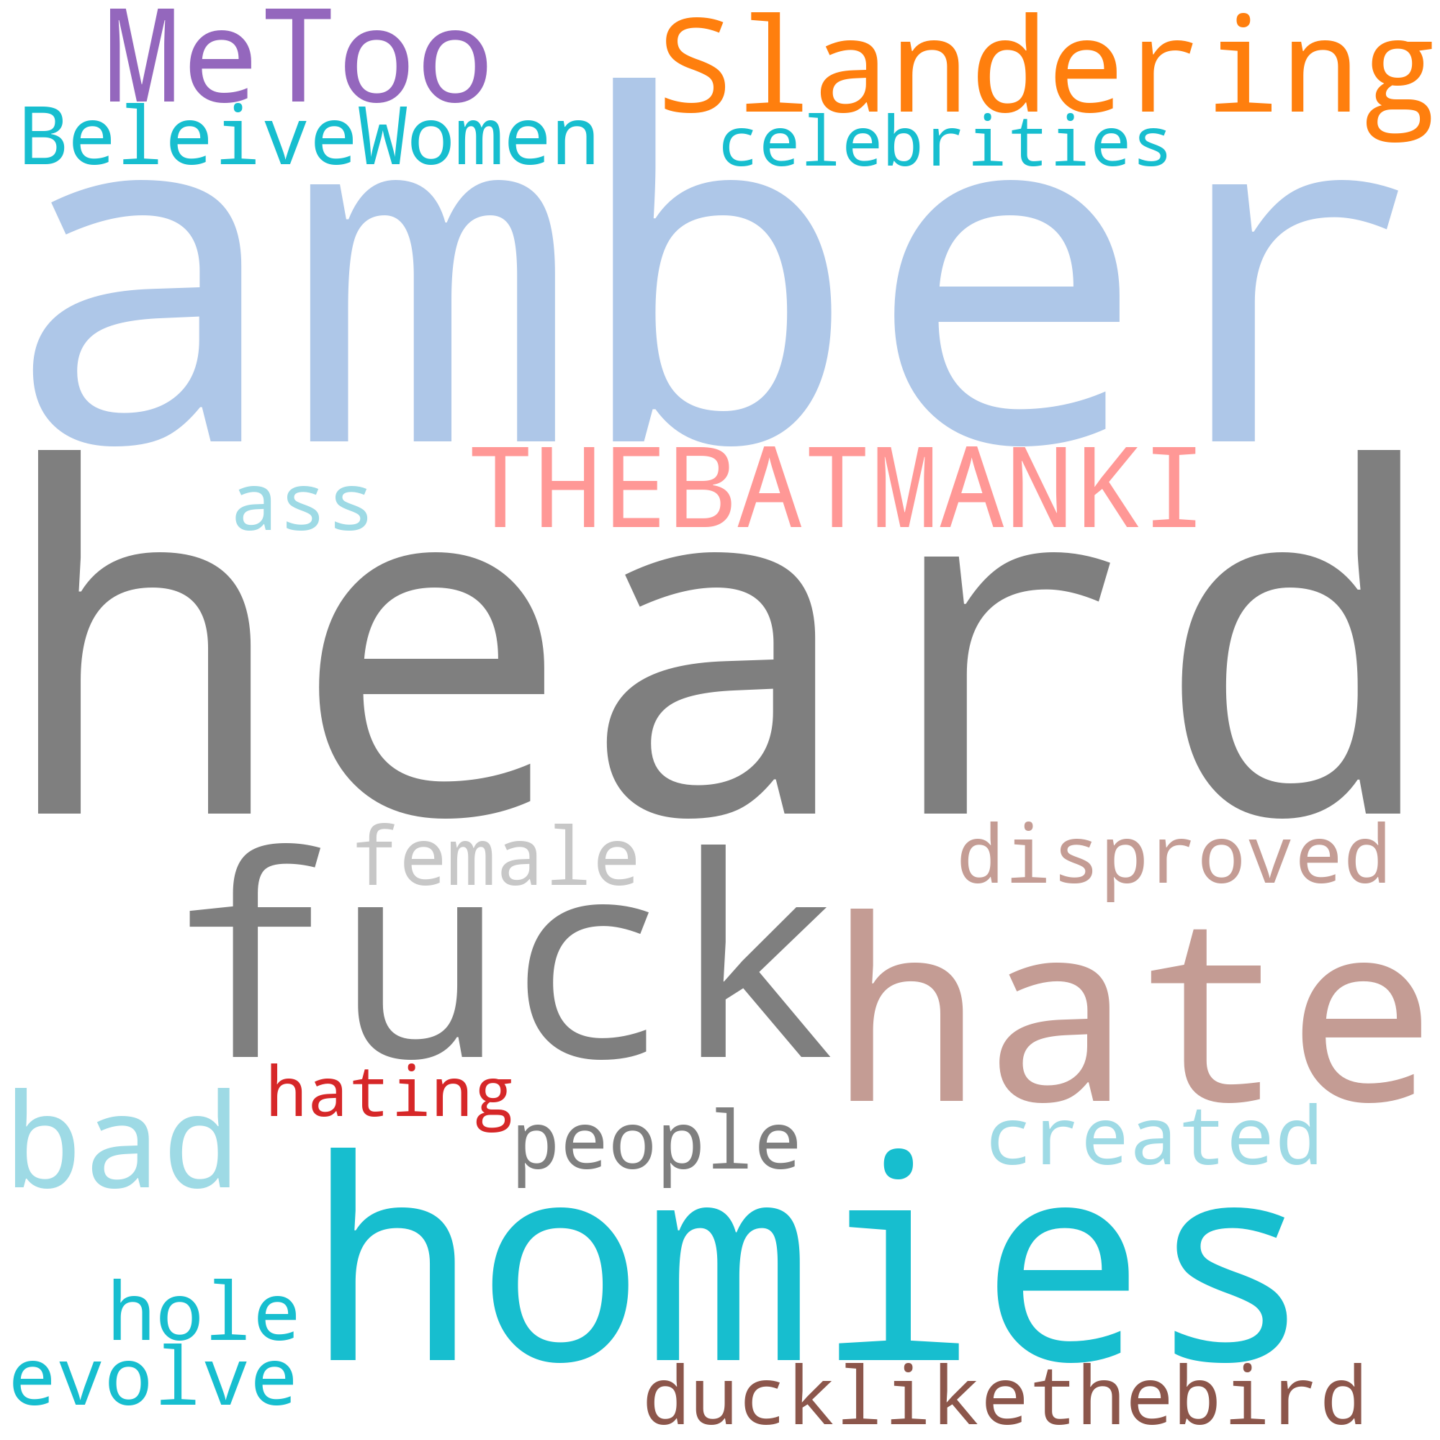 MeToo Slandering
BeleiveWomen celebrities
amber
ass THEBATMANKI
heard
female disproved
fuck hate
hating
bad people created
homies
hole
evolve ducklikethebird